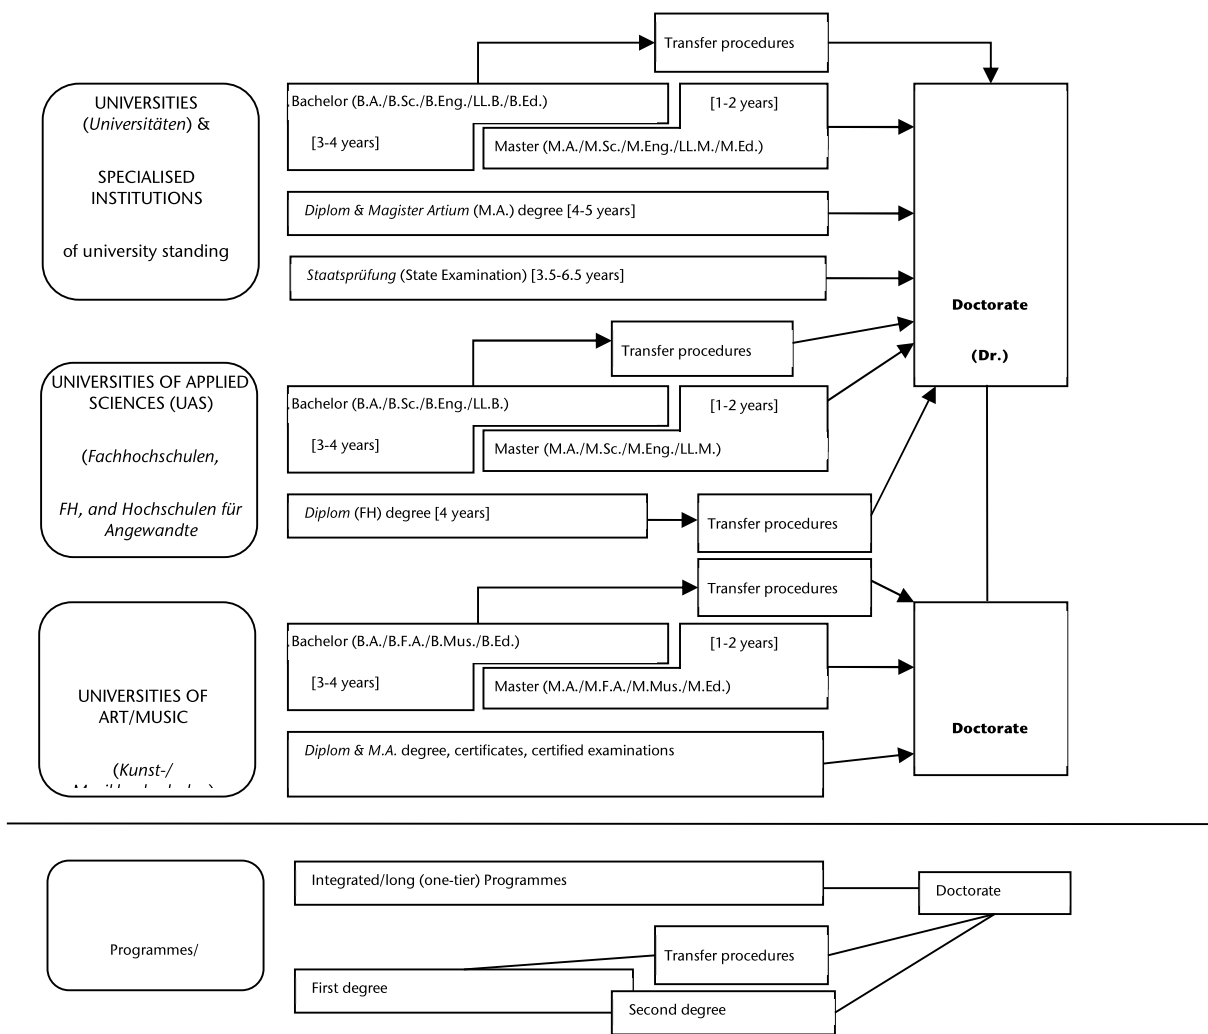 Transfer procedures
UNIVERSITIES
(Universitäten) &
SPECIALISED
INSTITUTIONS
of university standing
Bachelor (B.A./B.Sc./B.Eng./LL.B./B.Ed.)
[3-4 years]
[1-2 years]
Master (M.A./M.Sc./M.Eng./LL.M./M.Ed.)
Diplom & Magister Artium (M.A.) degree [4-5 years]
Staatsprüfung (State Examination) [3.5-6.5 years]
Doctorate
(Dr.)
Transfer procedures
UNIVERSITIES OF APPLIED
SCIENCES (UAS)
(Fachhochschulen,
FH, and Hochschulen für
Angewandte
Bachelor (B.A./B.Sc./B.Eng./LL.B.)
[3-4 years]
[1-2 years]
Master (M.A./M.Sc./M.Eng./LL.M.)
Diplom (FH) degree [4 years]
Transfer procedures
Transfer procedures
UNIVERSITIES OF
ART/MUSIC
(Kunst-/
Bachelor (B.A./B.F.A./B.Mus./B.Ed.)
[3-4 years]
[1-2 years]
Master (M.A./M.F.A./M.Mus./M.Ed.)
Diplom & M.A. degree, certificates, certified examinations
Doctorate
Programmes/
Integrated/long (one-tier) Programmes
Doctorate
Transfer procedures
First degree
Second degree